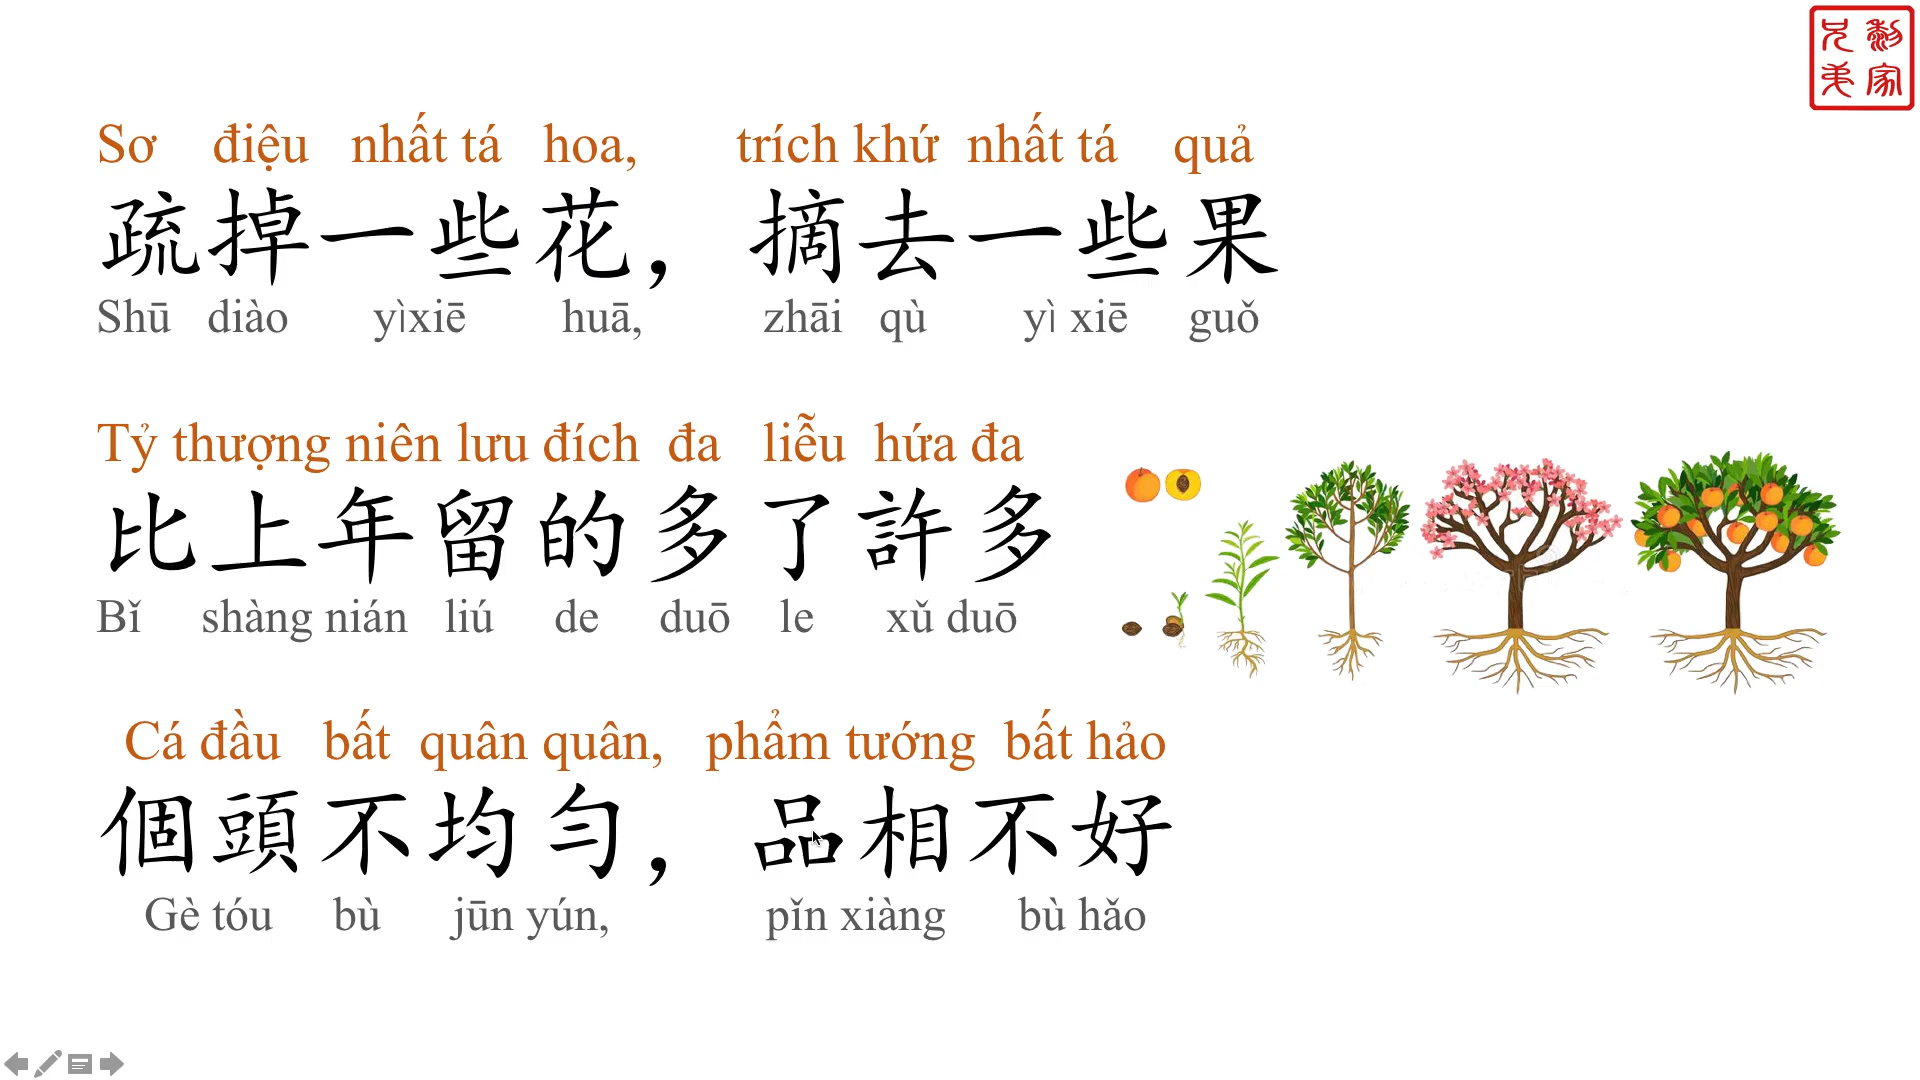 Sơ điệu nhất tá hoa, trích khứ nhất tá quả
疏掉一些花，摘去一些果
Shū diào yìxiē huā, zhāi qù yì xiē guǒ
Tỷ thượng niên lưu đích đa liễu hứa đa
比上年留的多了許多
Bǐ shàng nián liú de duō le xǔ duō
Cá đầu bất quân quân, phẩm tướng bất hảo
個頭不均勻，品相不好
Gè tóu bù jūn yún, pǐn xiàng bù hǎo